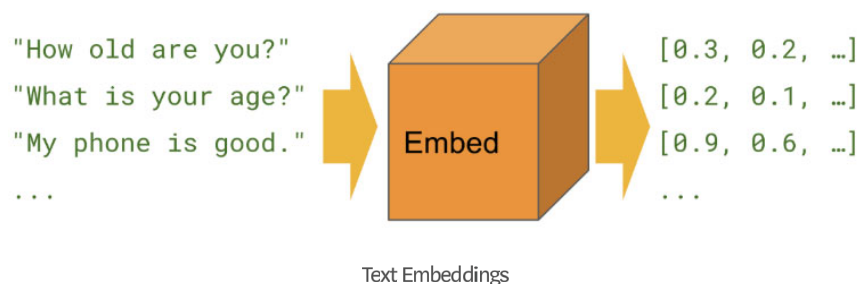 "How old are you?"
"What is your age?"
"My phone is good."
...
Embed
[0.3, 0.2, …]
[0.2, 0.1, …]
[0.9, 0.6, …]
...
Text Embeddings